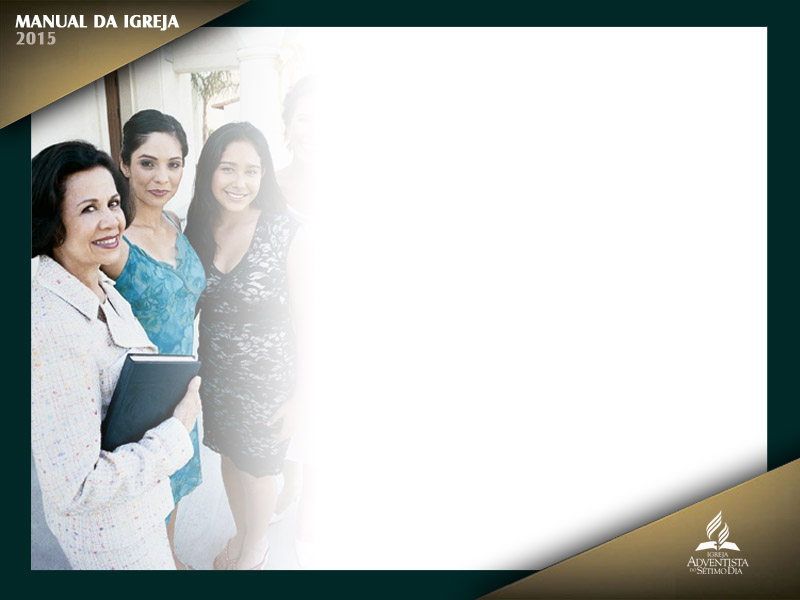 MANUAL DA IGREJA
2015
IGREJA
ADVENTISTA
DO SÉTIMO DIA